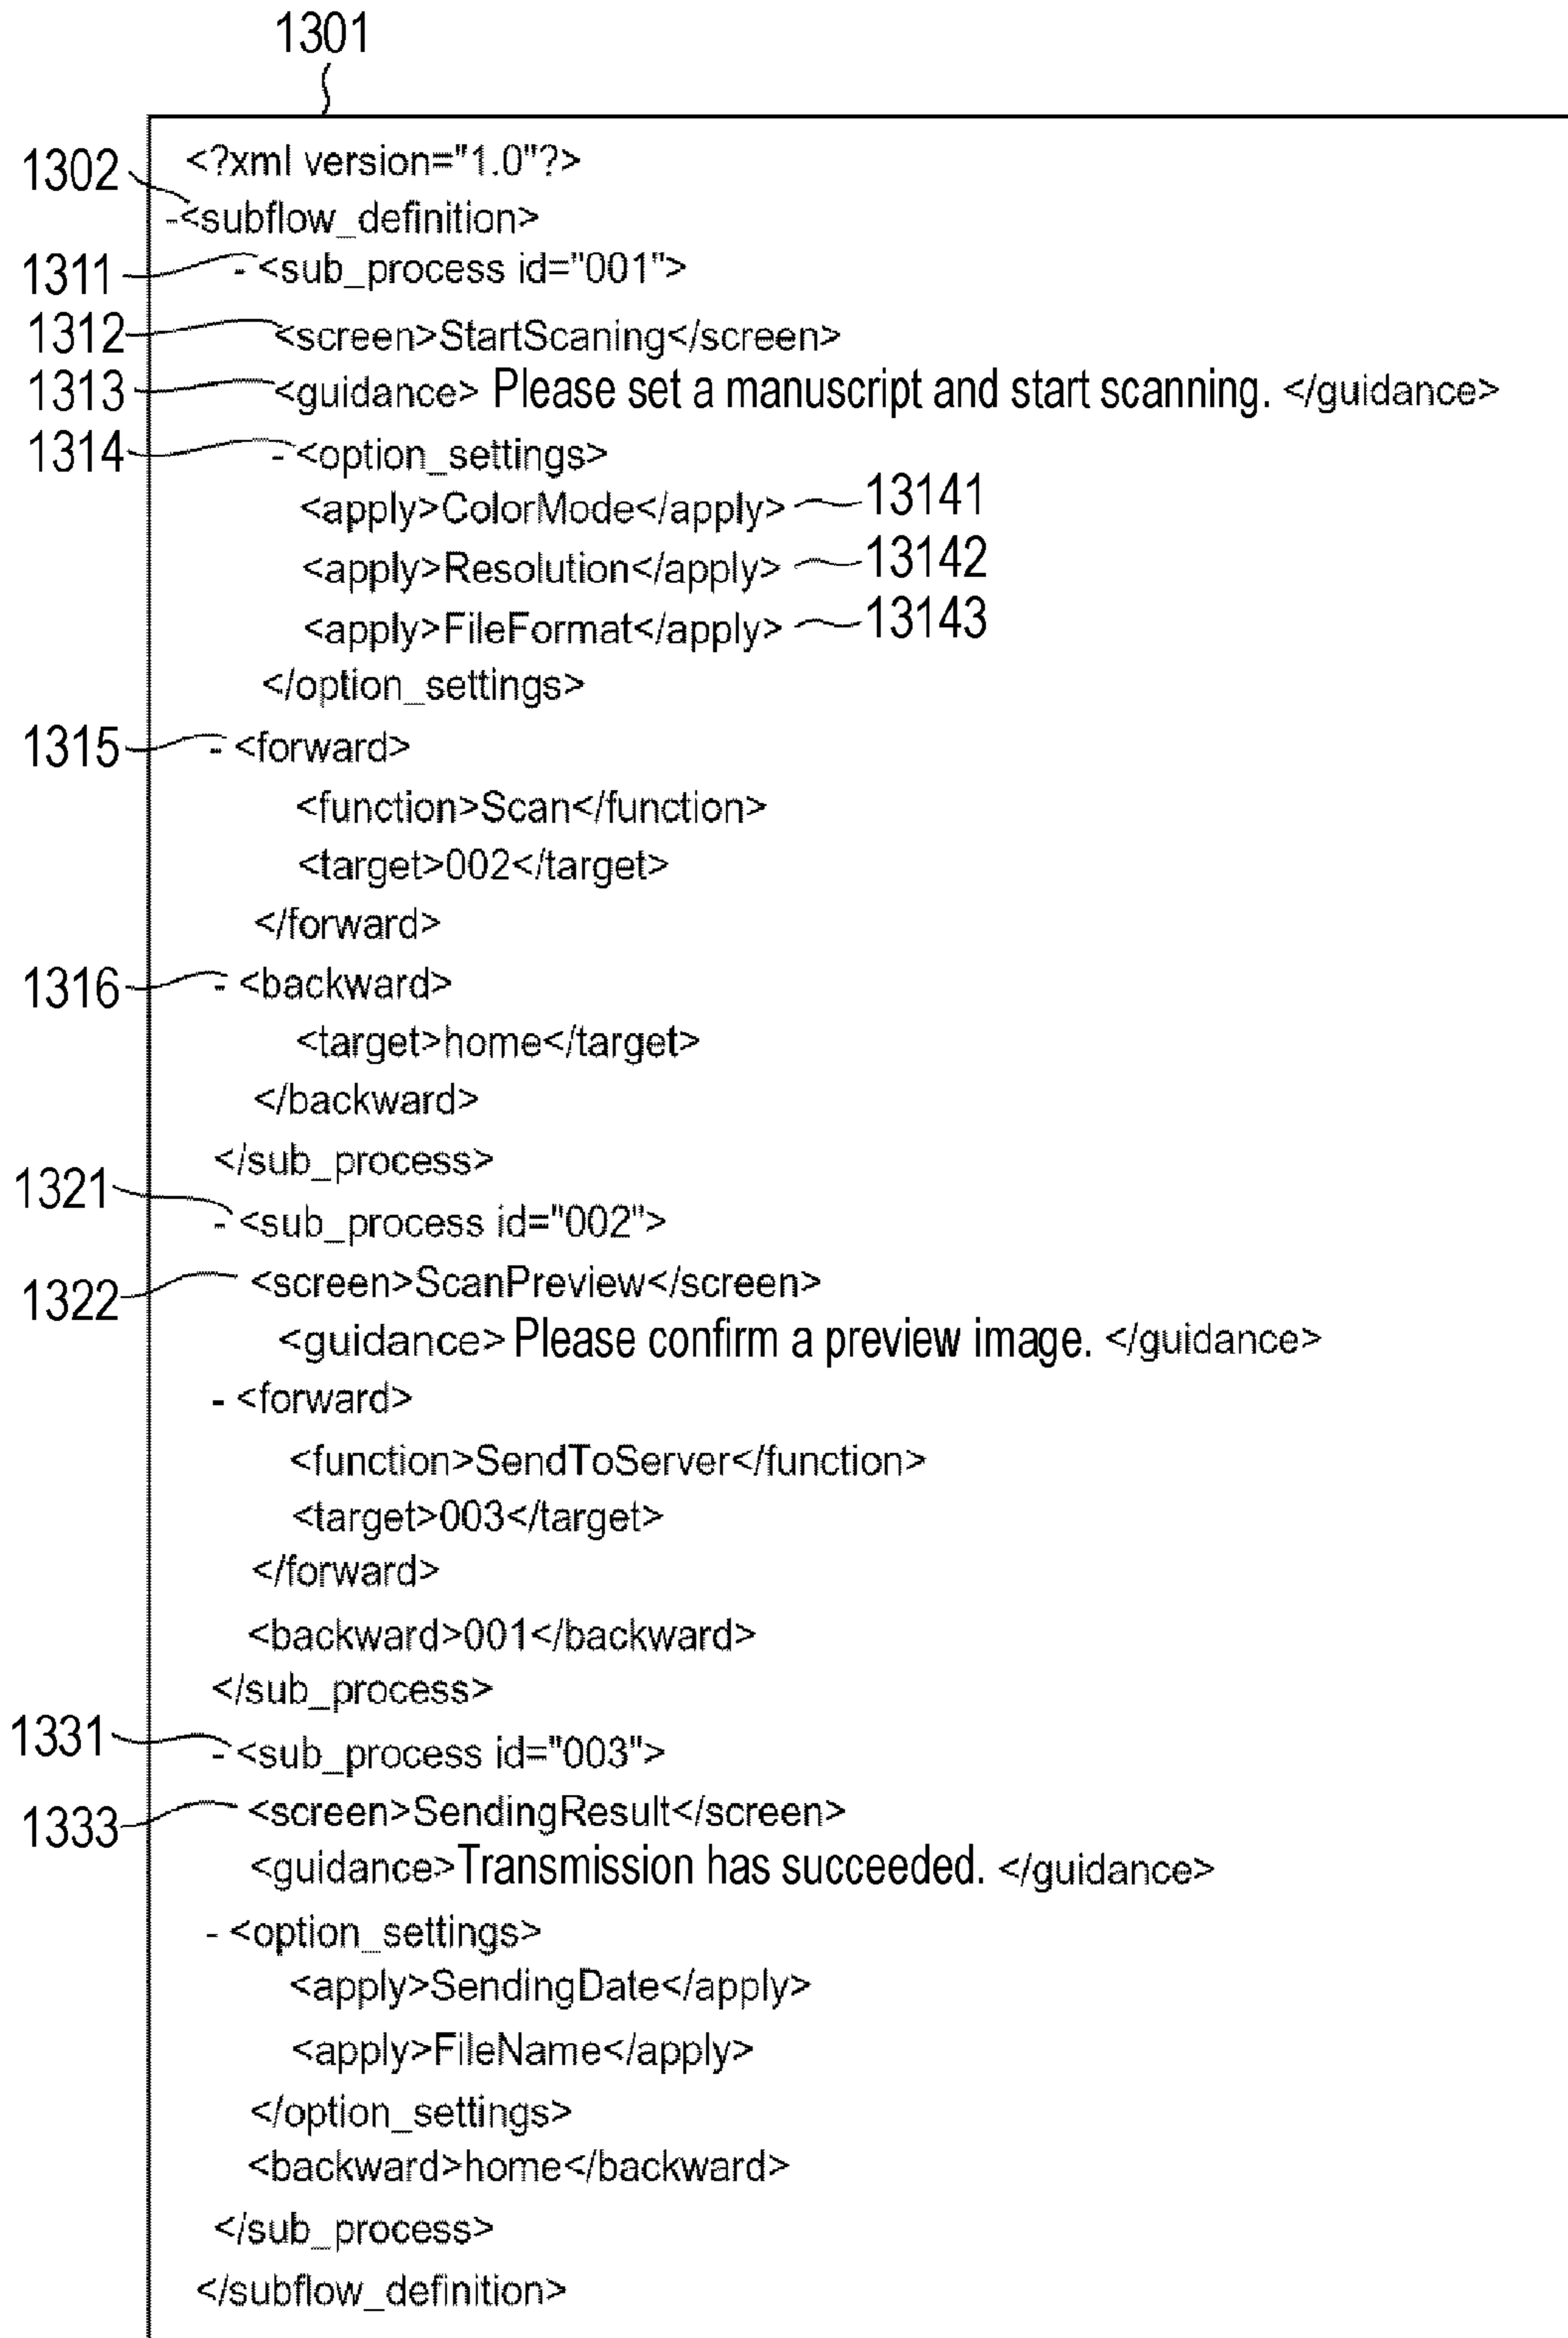 1301
1302 <?xml version="1.0"?>
-<subflow_definition>
1311 - <sub_process id="001">
1312 <screen>StartScaning</screen>
1313 <guidance> Please set a manuscript and start scanning. </guidance>
1314 - <option_settings>
<apply>ColorMode</apply> 13141
<apply>Resolution</apply> 13142
<apply>FileFormat</apply> 13143
</option_settings>
1315 - <forward>
<function>Scan</function>
<target>002</target>
</forward>
1316 - <backward>
<target>home</target>
</backward>
</sub_process>
1321 - <sub_process id="002">
1322 <screen>ScanPreview</screen>
<guidance> Please confirm a preview image. </guidance>
- <forward>
<function>SendToServer</function>
<target>003</target>
</forward>
<backward>001</backward>
</sub_process>
1331 - <sub_process id="003">
1333 <screen>SendingResult</screen>
<guidance>Transmission has succeeded. </guidance>
- <option_settings>
<apply>SendingDate</apply>
<apply>FileName</apply>
</option_settings>
<backward>home</backward>
</sub_process>
</subflow_definition>